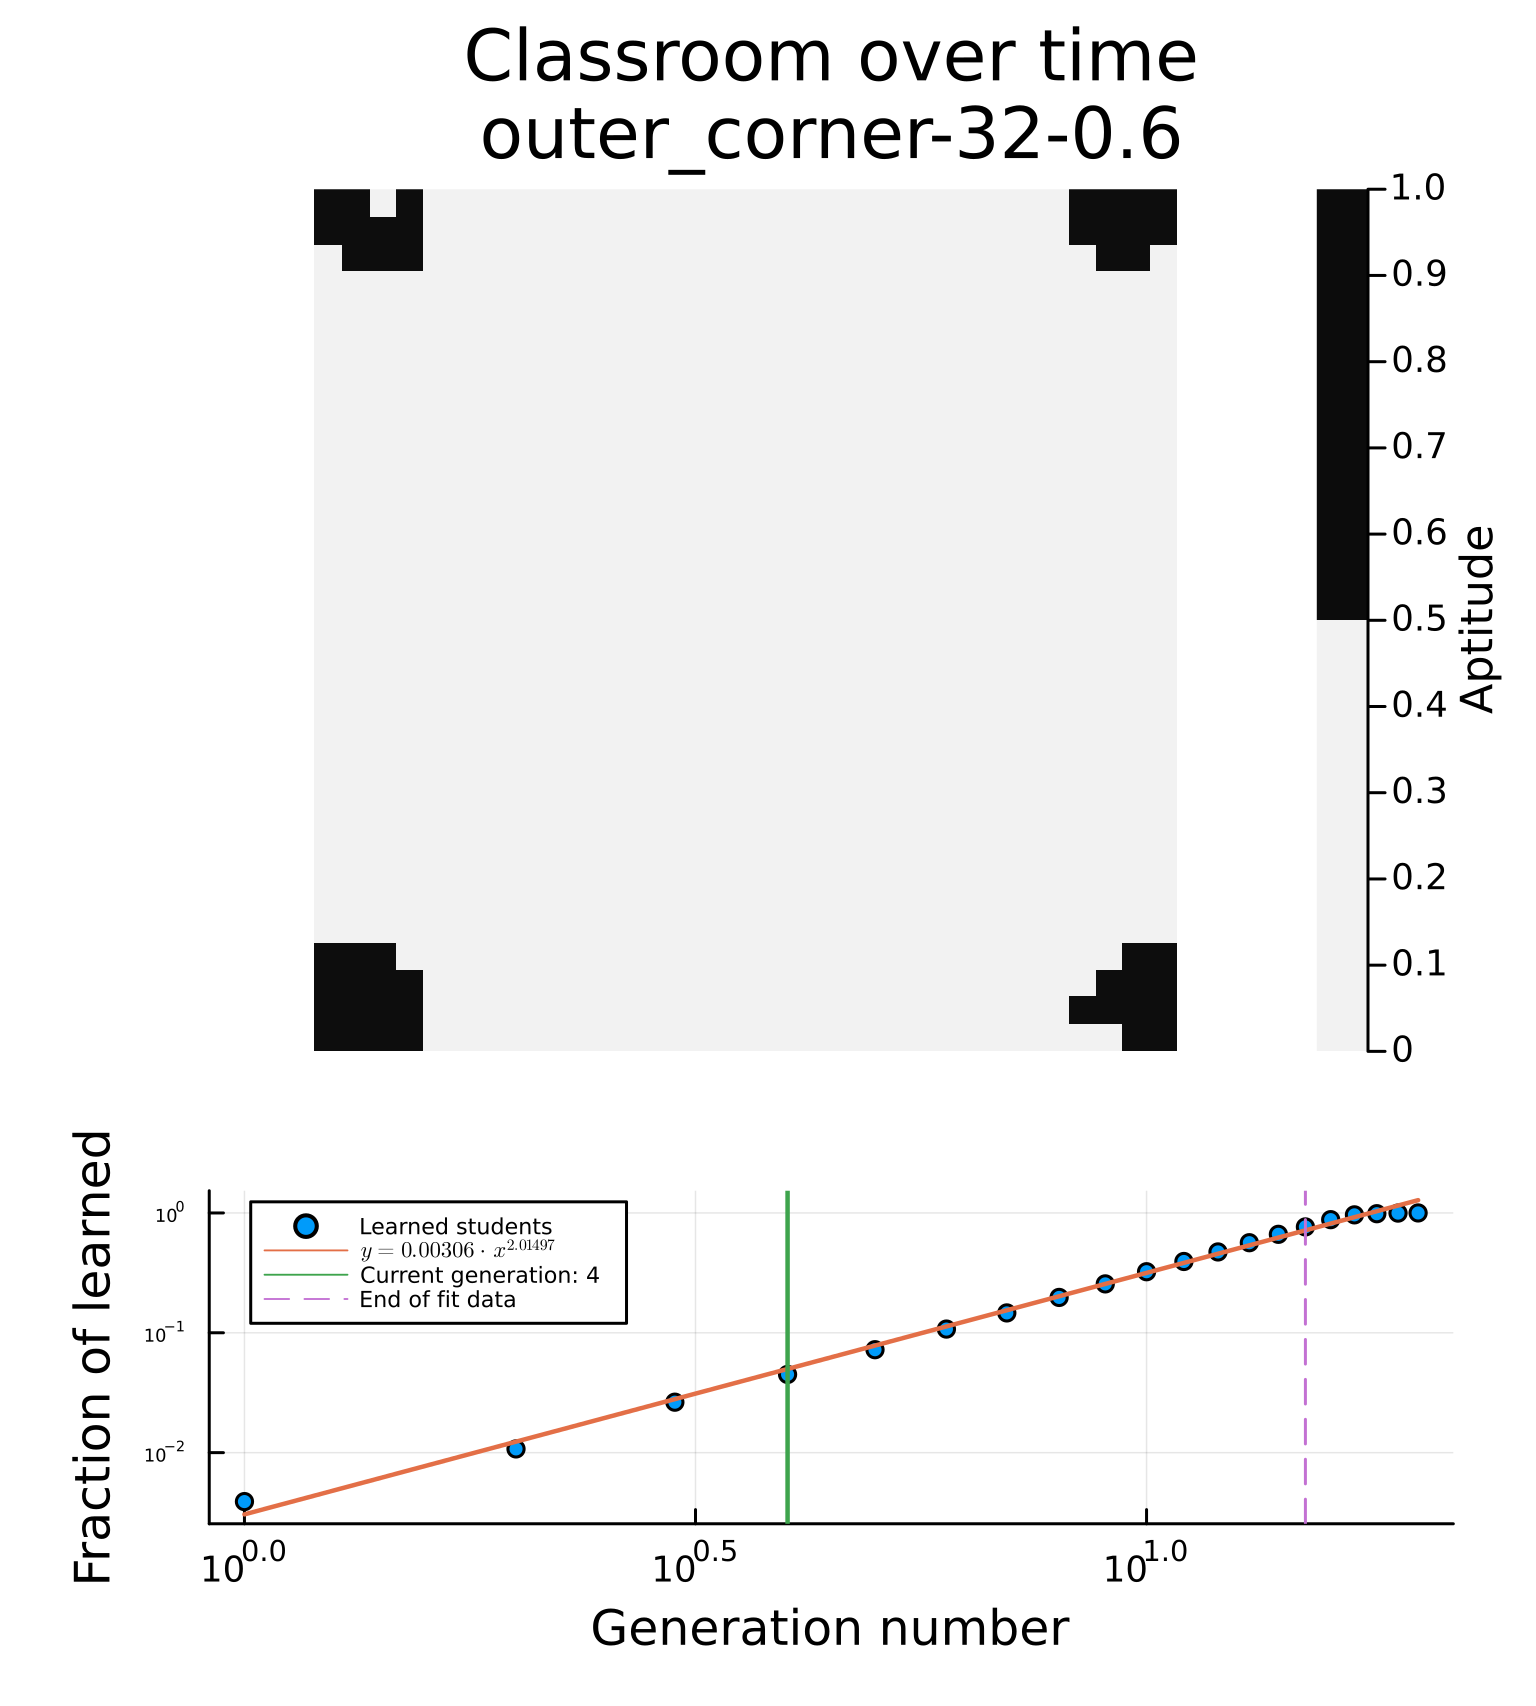 Classroom over time
outer_corner-32-0.6
1.0
0.9
0.8
0.7
0.6
0.5
0.4
0.3
0.2
0.1
0
Aptitude
Fraction of learned
10^0
10^−1
10^−2
Learned students
y = 0.00306 · x^2.01497
Current generation: 4
End of fit data
10^0.0
10^0.5
10^1.0
Generation number